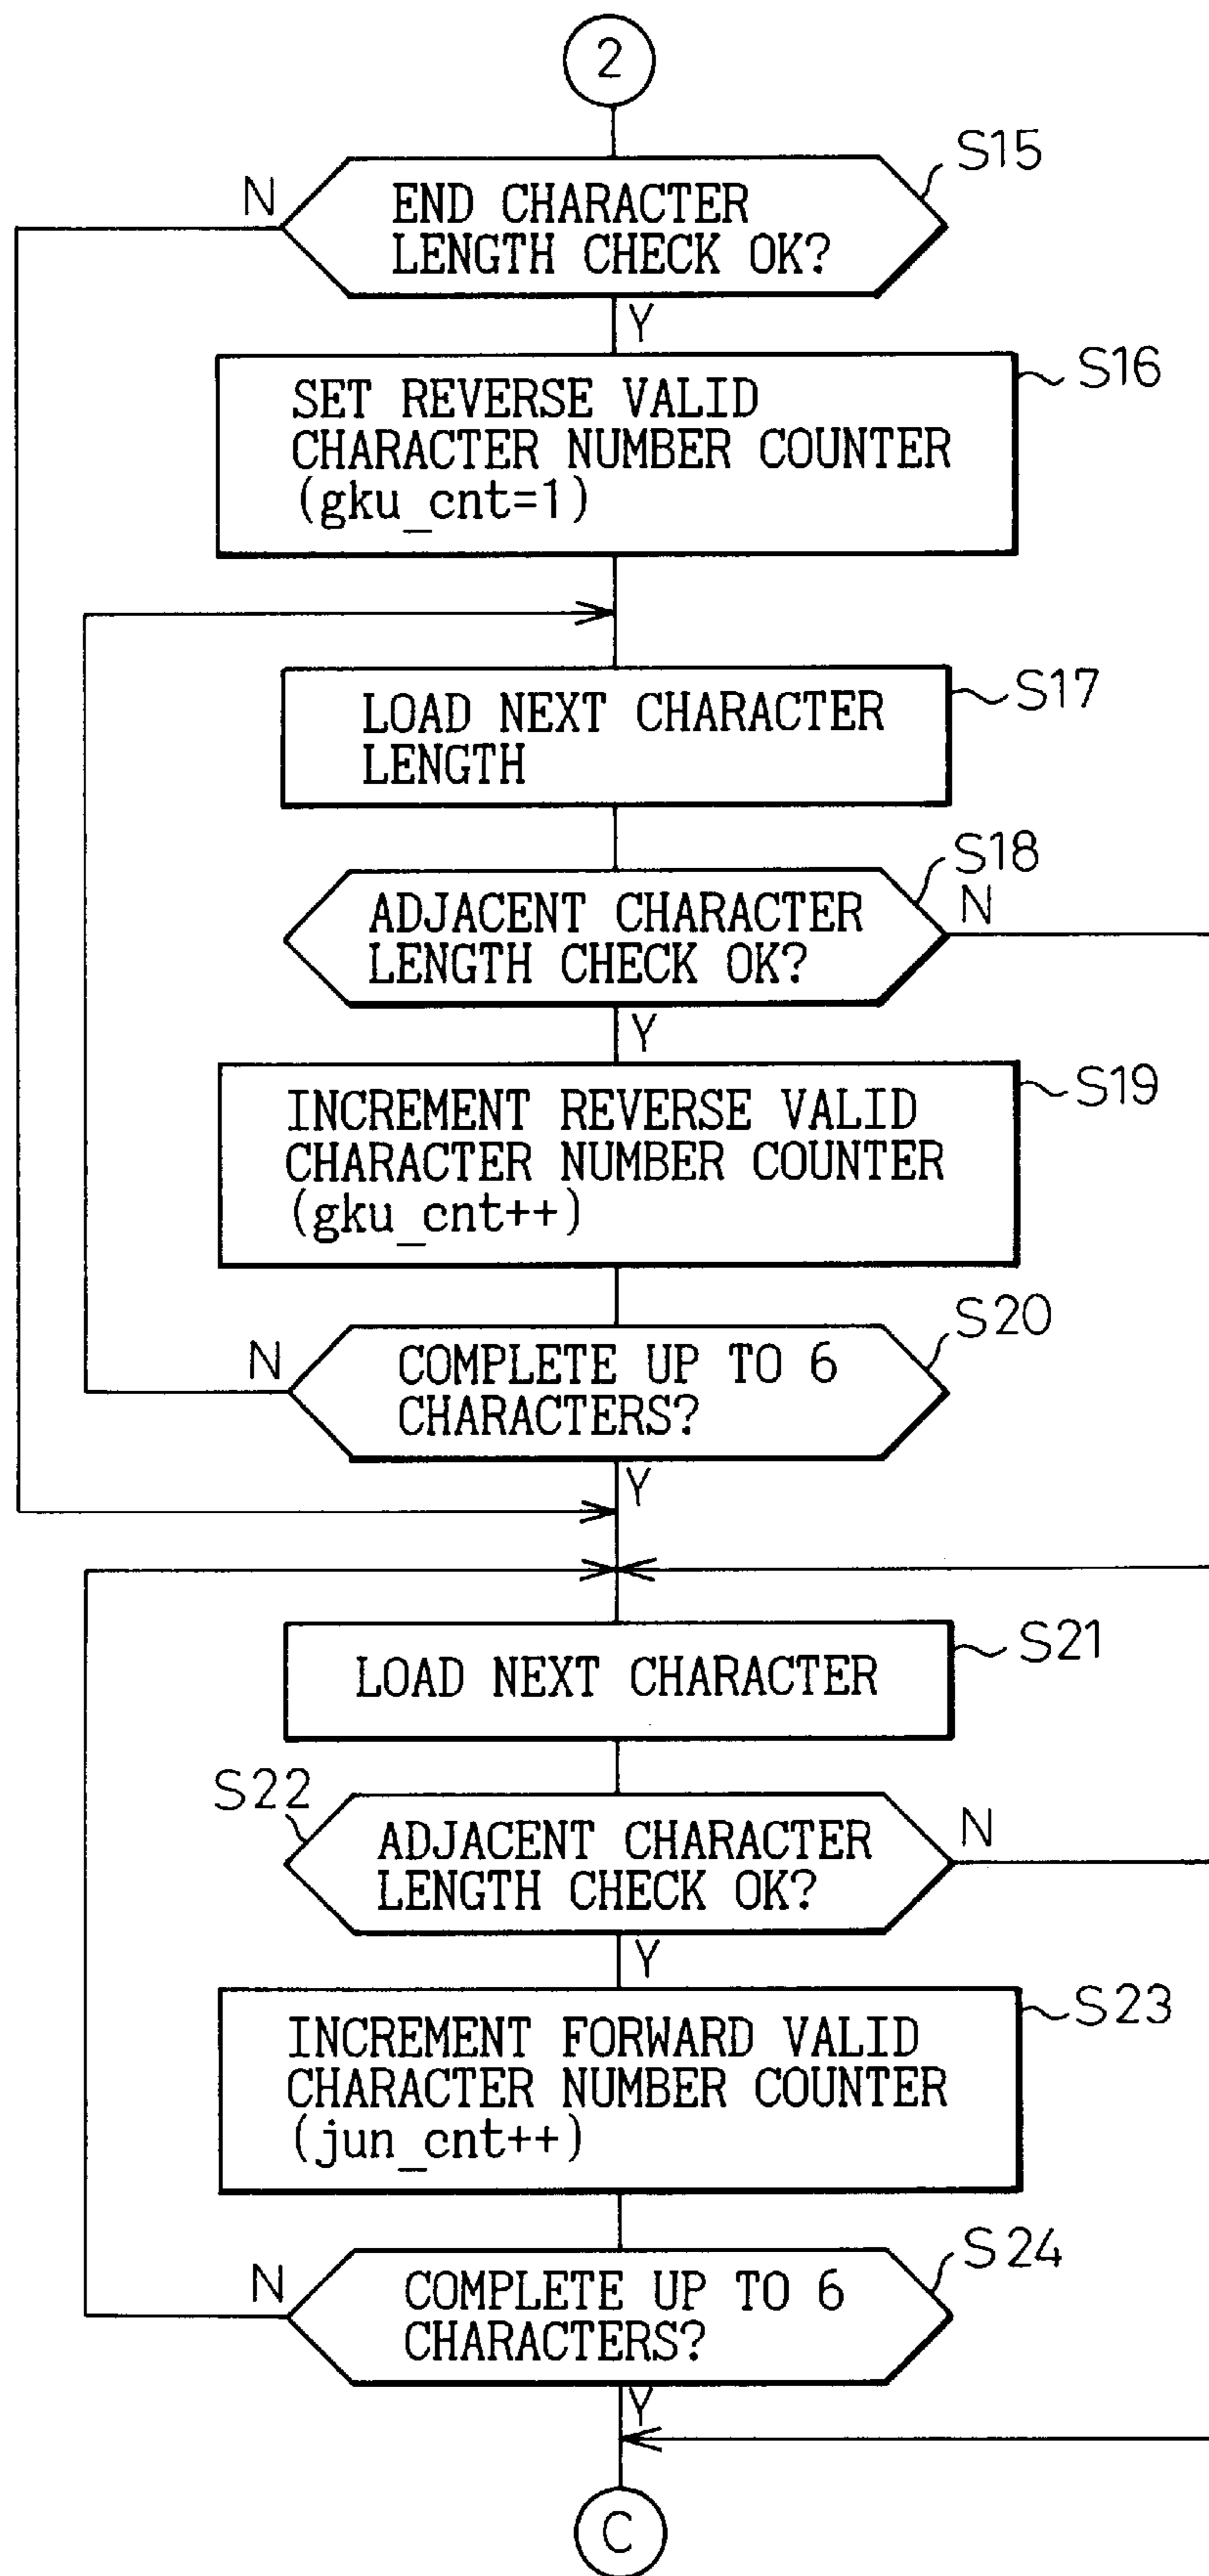 2
S15
N
END CHARACTER
LENGTH CHECK OK?
Y
S16
SET REVERSE VALID
CHARACTER NUMBER COUNTER
(gku_cnt=1)
S17
LOAD NEXT CHARACTER
LENGTH
S18
N
ADJACENT CHARACTER
LENGTH CHECK OK?
Y
S19
INCREMENT REVERSE VALID
CHARACTER NUMBER COUNTER
(gku_cnt++)
S20
N
COMPLETE UP TO 6
CHARACTERS?
Y
S21
LOAD NEXT CHARACTER
S22
N
ADJACENT CHARACTER
LENGTH CHECK OK?
Y
S23
INCREMENT FORWARD VALID
CHARACTER NUMBER COUNTER
(jun_cnt++)
S24
N
COMPLETE UP TO 6
CHARACTERS?
Y
C